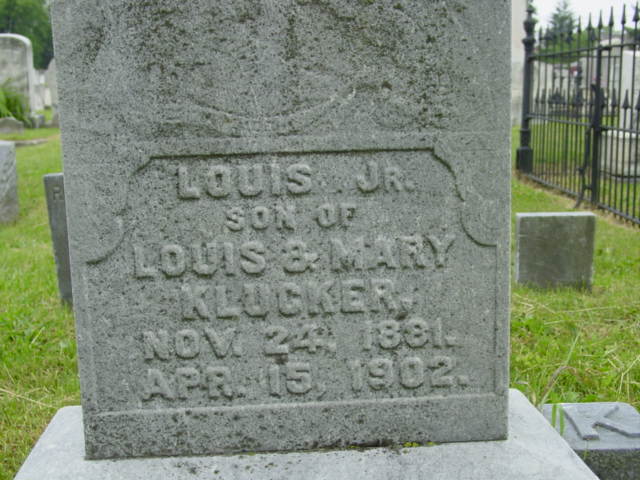 LOUIS JR.
SON OF
LOUIS & MARY
KLUCKER,
NOV. 24, 1881.
APR. 15, 1902.
K